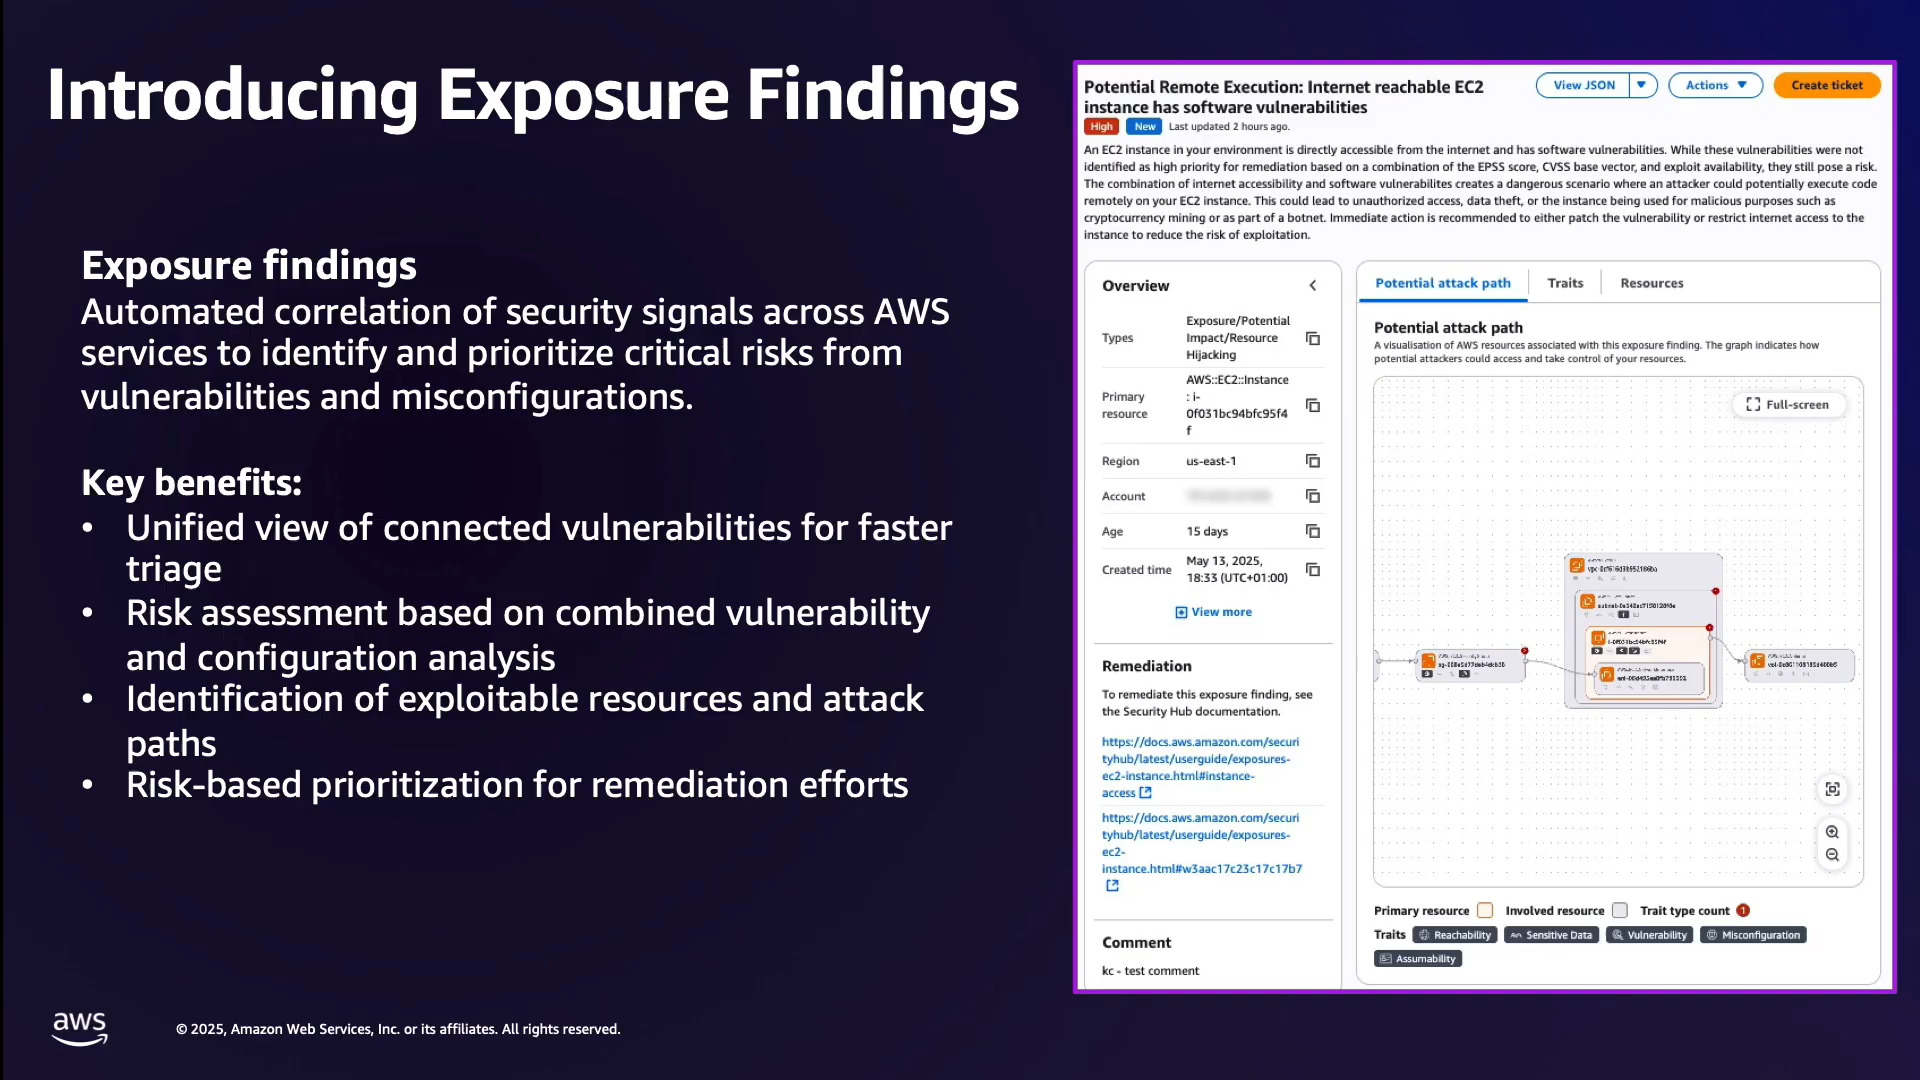 Introducing Exposure Findings
Exposure findings
Automated correlation of security signals across AWS
services to identify and prioritize critical risks from
vulnerabilities and misconfigurations.
Key benefits:
• Unified view of connected vulnerabilities for faster
triage
• Risk assessment based on combined vulnerability
and configuration analysis
• Identification of exploitable resources and attack
paths
• Risk-based prioritization for remediation efforts
aws
© 2025, Amazon Web Services, Inc. or its affiliates. All rights reserved.
Potential Remote Execution: Internet reachable EC2
instance has software vulnerabilities
View JSON
Actions
Create ticket
High New Last updated 2 hours ago.
An EC2 instance in your environment is directly accessible from the internet and has software vulnerabilities. While these vulnerabilities were not
identified as high priority for remediation based on a combination of the EPSS score, CVSS base vector, and exploit availability, they still pose a risk.
The combination of internet accessibility and software vulnerabilites creates a dangerous scenario where an attacker could potentially execute code
remotely on your EC2 instance. This could lead to unauthorized access, data theft, or the instance being used for malicious purposes such as
cryptocurrency mining or as part of a botnet. Immediate action is recommended to either patch the vulnerability or restrict internet access to the
instance to reduce the risk of exploitation.
Overview
Types
Exposure/Potential
Impact/Resource
Hijacking
Primary
resource
AWS::EC2::Instance
: i-
0f031bc94bfc95f4
f
Region us-east-1
Account
Age 15 days
Created time
May 13, 2025,
18:33 (UTC+01:00)
View more
Remediation
To remediate this exposure finding, see
the Security Hub documentation.
https://docs.aws.amazon.com/securi
tyhub/latest/userguide/exposures-
ec2-instance.html#instance-
access
https://docs.aws.amazon.com/securi
tyhub/latest/userguide/exposures-
ec2-
instance.html#w3aac17c23c17c17b7
Comment
kc - test comment
Potential attack path
Traits
Resources
Potential attack path
A visualisation of AWS resources associated with this exposure finding. The graph indicates how
potential attackers could access and take control of your resources.
Full-screen
Primary resource
Involved resource
Trait type count 1
Traits Reachability Sensitive Data Vulnerability Misconfiguration
Assumability